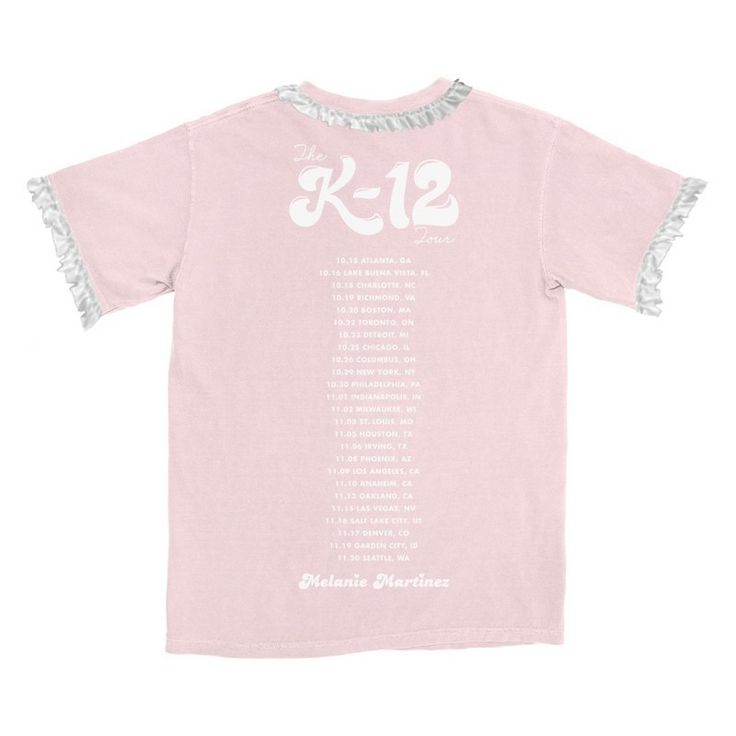 The
K-12
Tour
10.15 ATLANTA, GA
10.16 LAKE BUENA VISTA, FL
10.18 CHARLOTTE, NC
10.19 RICHMOND, VA
10.20 BOSTON, MA
10.22 TORONTO, ON
10.23 DETROIT, MI
10.25 CHICAGO, IL
10.26 COLUMBUS, OH
10.29 NEW YORK, NY
10.30 PHILADELPHIA, PA
11.01 INDIANAPOLIS, IN
11.02 MILWAUKEE, WI
11.03 ST. LOUIS, MO
11.05 HOUSTON, TX
11.06 IRVING, TX
11.08 PHOENIX, AZ
11.09 LOS ANGELES, CA
11.10 ANAHEIM, CA
11.13 OAKLAND, CA
11.15 LAS VEGAS, NV
11.16 SALT LAKE CITY, UT
11.17 DENVER, CO
11.19 GARDEN CITY, ID
11.20 SEATTLE, WA
Melanie Martinez